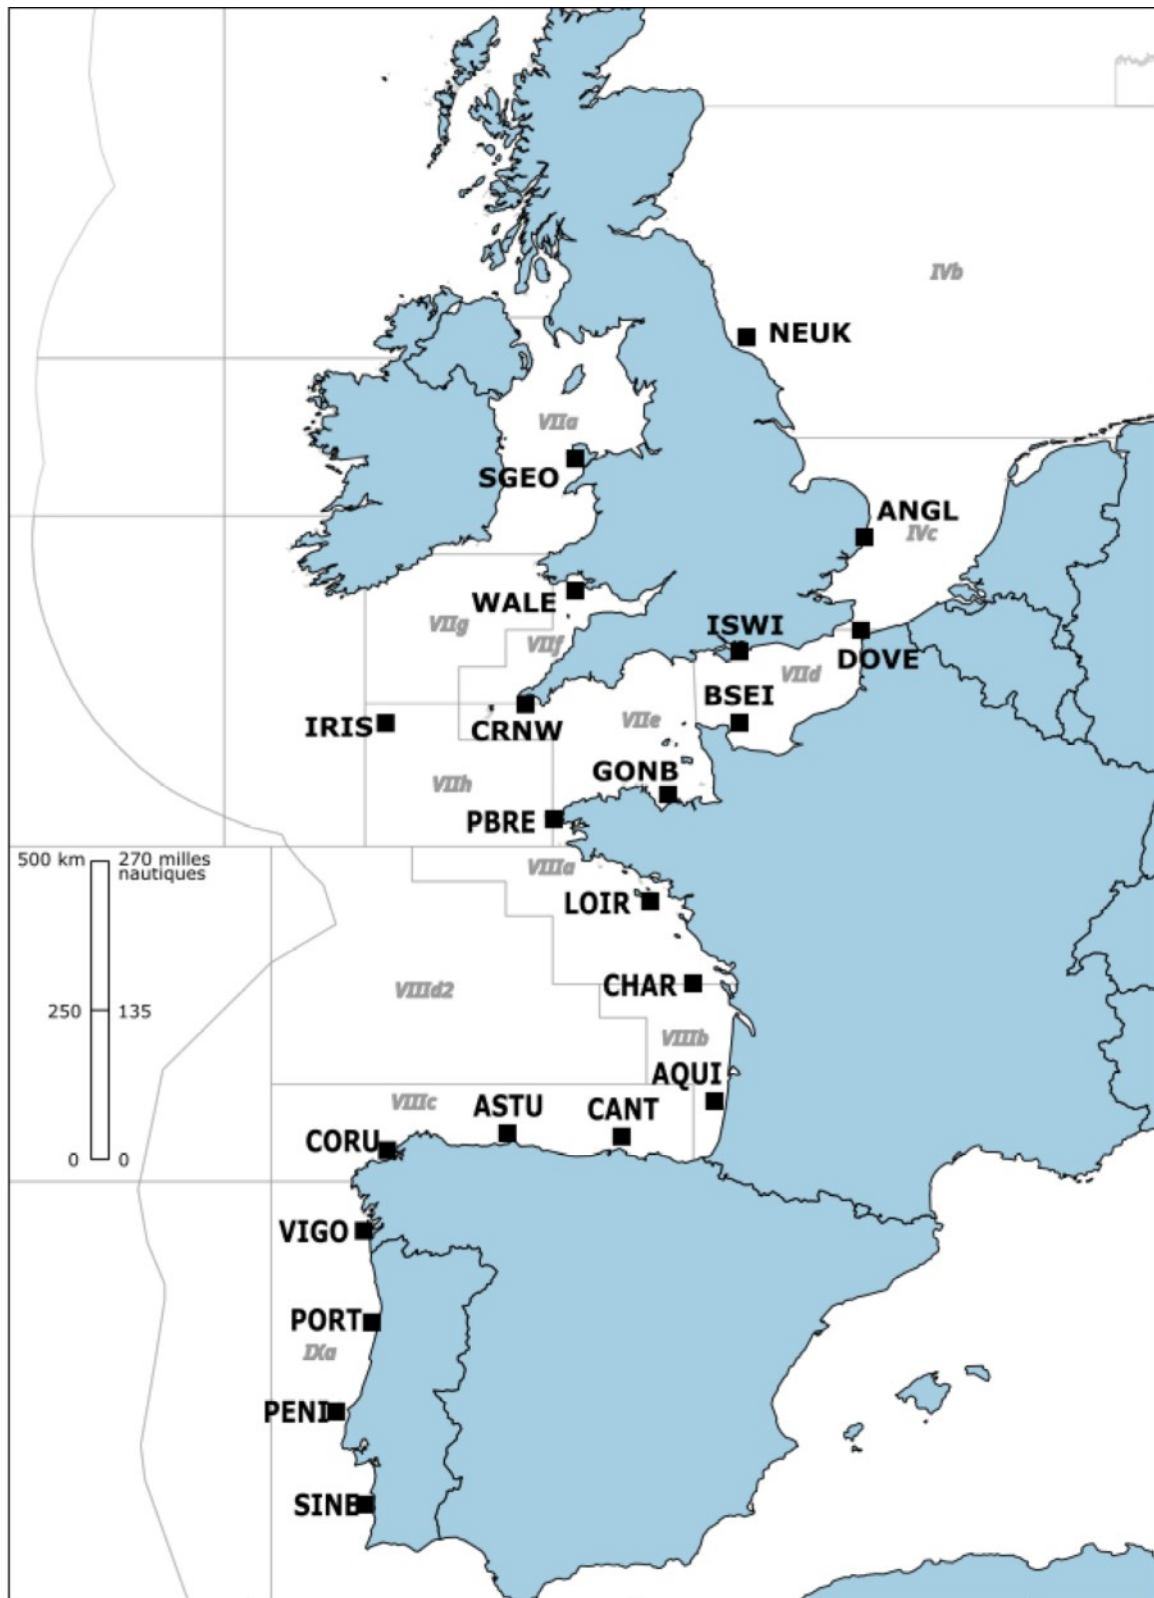 IVb
NEUK
VIIa
SGEO
ANGL
IVc
WALE
VIIg
VIIf
ISWI
DOVE
VIId
BSEI
IRIS
CRNW
VIIe
GONB
VIIh
PBRE
500 km
270 milles
nautiques
VIIIa
LOIR
CHAR
VIIId2
250
135
VIIIb
AQUI
VIIIc
ASTU
CANT
CORU
0
0
VIGO
PORT
IXa
PENI
SINE